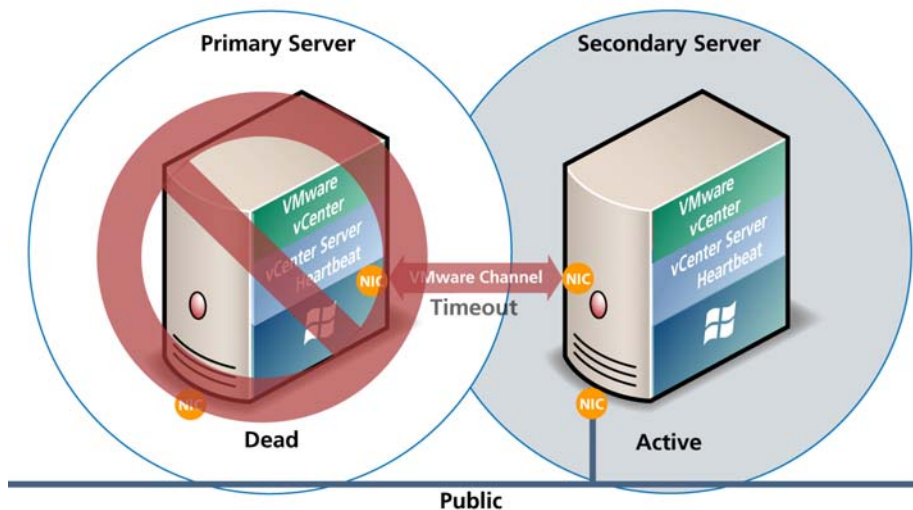 Primary Server
Secondary Server
VMware
vCenter
vCenter Server
Heartbeat
NIC
VMware Channel
Timeout
NIC
VMware
vCenter
vCenter Server
Heartbeat
NIC
NIC
Dead
Active
Public